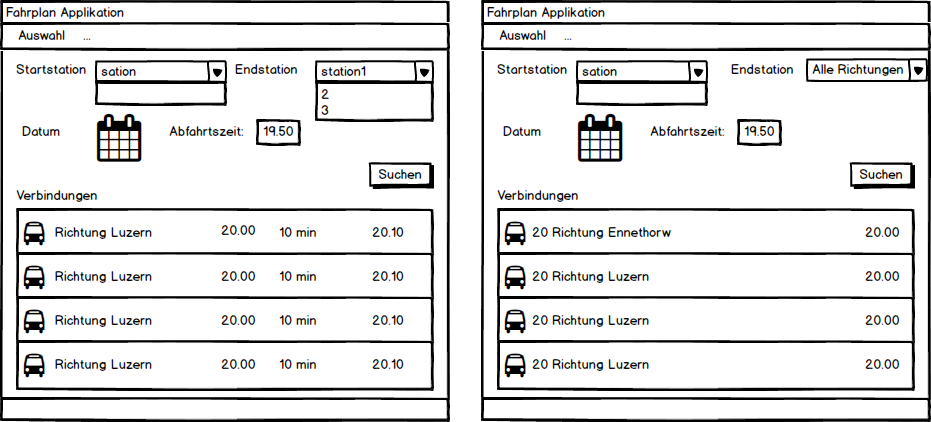 Fahrplan Applikation
Auswahl ...
Startstation sation Endstation station1
2
3
Datum Abfahrtszeit: 19.50
Suchen
Verbindungen
Richtung Luzern 20.00 10 min 20.10
Richtung Luzern 20.00 10 min 20.10
Richtung Luzern 20.00 10 min 20.10
Richtung Luzern 20.00 10 min 20.10
Fahrplan Applikation
Auswahl ...
Startstation sation Endstation Alle Richtungen
Datum Abfahrtszeit: 19.50
Suchen
Verbindungen
20 Richtung Ennethorw 20.00
20 Richtung Luzern 20.00
20 Richtung Luzern 20.00
20 Richtung Luzern 20.00